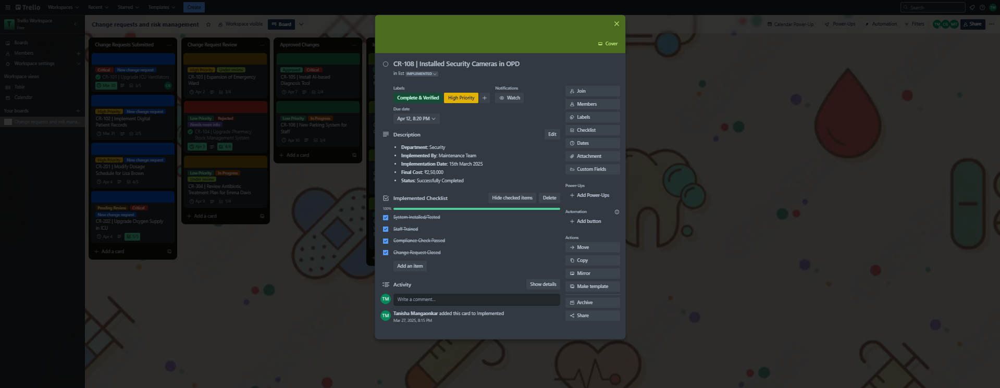 Trello
Workspaces
Recent
Starred
Templates
Create
Search
TM
T
Trello Workspace
Free
Boards
Members
Workspace settings
Workspace views
Table
Calendar
Your boards
Change requests and risk mana...
Change requests and risk management
Workspace visible
Board
Calendar Power-Up
Power-Ups
Automation
Filters
TM
CG
MT
Share
Change Requests Submitted
Critical
New change request
CR-101 | Upgrade ICU Ventilators
Mar 30
3/5
CG
High Priority
New change request
CR-102 | Implement Digital
Patient Records
Mar 31
2/5
High Priority
New change request
CR-201 | Modify Dosage
Schedule for Lisa Brown
Apr 4
4/5
Pending Review
Critical
New change request
CR-202 | Upgrade Oxygen Supply
in ICU
Apr 4
5/5
Add a card
Change Request Review
High Priority
Under review
CR-103 | Expansion of Emergency
Ward
Apr 2
3/4
Low Priority
Rejected
Needs more info
CR-104 | Upgrade Pharmacy
Stock Management System
Apr 3
4/4
Low Priority
In Progress
Under review
CR-304 | Review Antibiotic
Treatment Plan for Emma Davis
Apr 9
1/4
Add a card
Approved Changes
Approved
Critical
CR-105 | Install AI-based
Diagnosis Tool
Apr 7
2/4
Low Priority
In Progress
CR-106 | New Parking System for
Staff
Apr 10
3/4
Add a card
Cover
CR-108 | Installed Security Cameras in OPD
in list IMPLEMENTED
Labels
Complete & Verified
High Priority
Notifications
Watch
Due date
Apr 12, 8:20 PM
Description
Edit
• Department: Security
• Implemented By: Maintenance Team
• Implementation Date: 15th March 2025
• Final Cost: ₹2,50,000
• Status: Successfully Completed
Implemented Checklist
Hide checked items
Delete
100%
System Installed/Tested
Staff Trained
Compliance Check Passed
Change Request Closed
Add an item
Activity
Show details
TM
Write a comment...
TM
Tanisha Mangaonkar added this card to Implemented
Mar 27, 2025, 8:15 PM
Join
Members
Labels
Checklist
Dates
Attachment
Custom Fields
Power-Ups
Add Power-Ups
Automation
Add button
Actions
Move
Copy
Mirror
Make template
Archive
Share